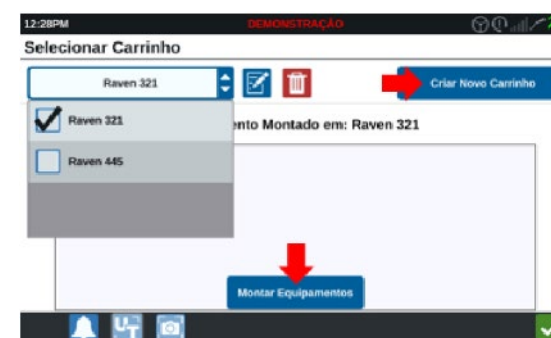 12:28PM DEMONSTRAÇÃO
Selecionar Carrinho
Raven 321 Criar Novo Carrinho
Raven 321 ento Montado em: Raven 321
Raven 445
Montar Equipamentos
UT